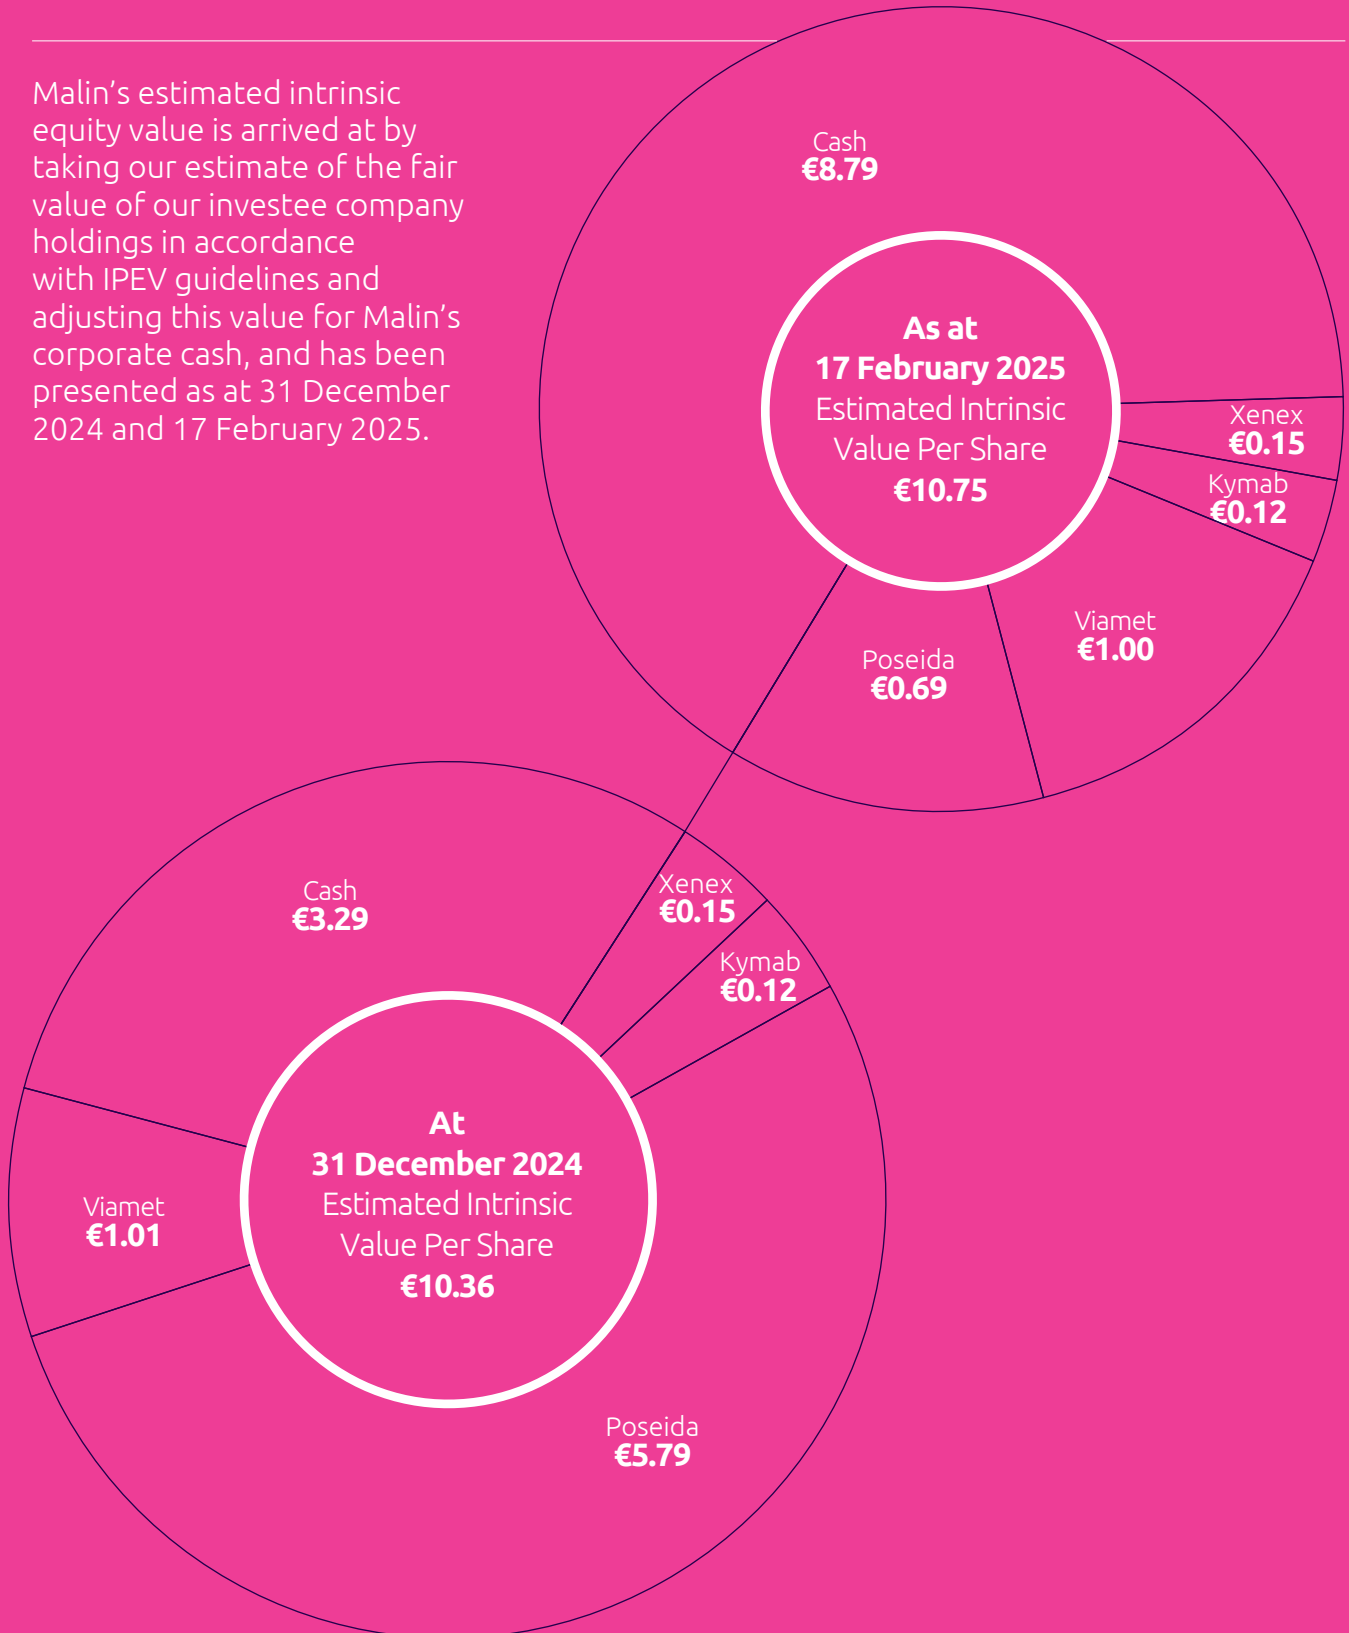 Malin’s estimated intrinsic
equity value is arrived at by
taking our estimate of the fair
value of our investee company
holdings in accordance
with IPEV guidelines and
adjusting this value for Malin’s
corporate cash, and has been
presented as at 31 December
2024 and 17 February 2025.
Cash
€8.79
As at
17 February 2025
Estimated Intrinsic
Value Per Share
€10.75
Xenex
€0.15
Kymab
€0.12
Viamet
€1.00
Poseida
€0.69
Cash
€3.29
Xenex
€0.15
Kymab
€0.12
At
31 December 2024
Estimated Intrinsic
Value Per Share
€10.36
Viamet
€1.01
Poseida
€5.79